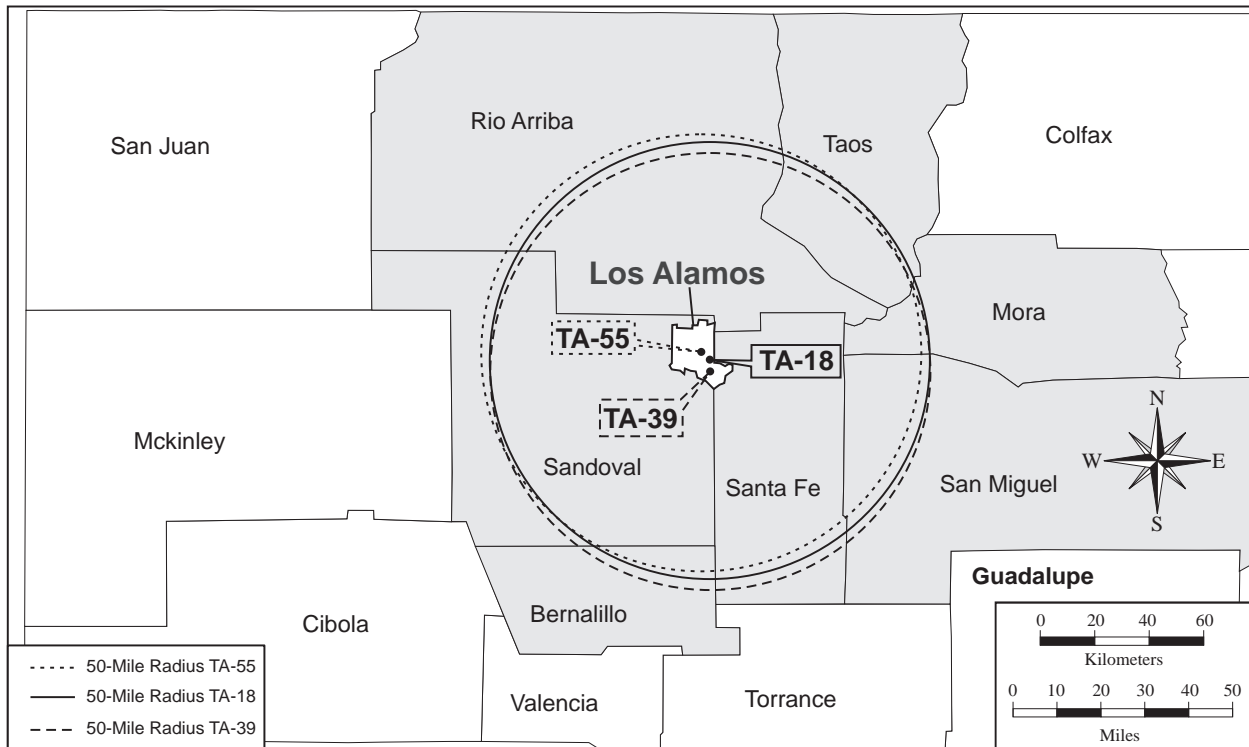 Rio Arriba
San Juan
Taos
Colfax
Los Alamos
Mora
TA-55
TA-18
TA-39
Mckinley
Sandoval
Santa Fe
San Miguel
N
W
E
S
Guadalupe
Cibola
Bernalillo
Valencia
Torrance
50-Mile Radius TA-55
50-Mile Radius TA-18
50-Mile Radius TA-39
0 20 40 60
Kilometers
0 10 20 30 40 50
Miles